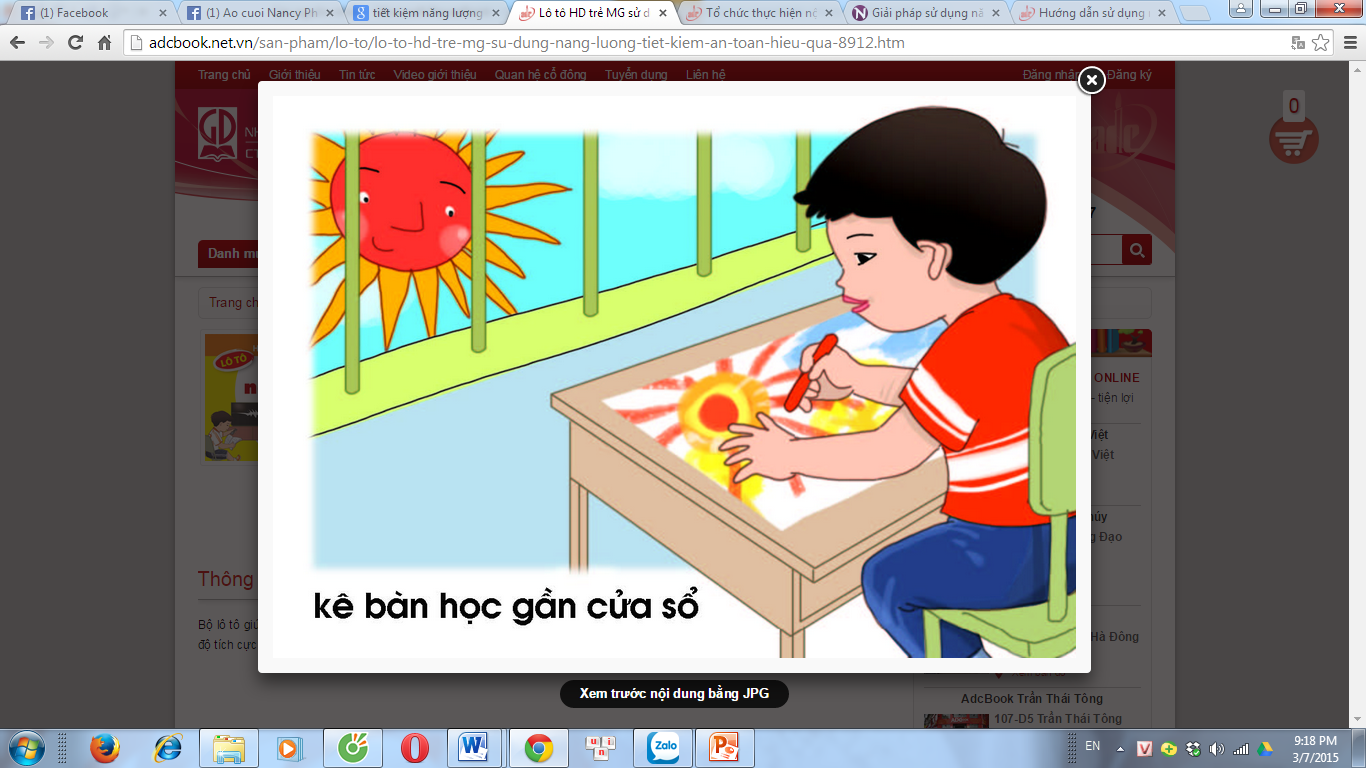 (1) Facebook
(1) Ao cuoi Nancy Ph
tiết kiệm năng lượng
Lô tô HD trẻ MG sử d
Tổ chức thực hiện nộ
Giải pháp sử dụng nă
Hướng dẫn sử dụng
adcbook.net.vn/san-pham/lo-to/lo-to-hd-tre-mg-su-dung-nang-luong-tiet-kiem-an-toan-hieu-qua-8912.htm
Trang chủ Giới thiệu Tin tức Video giới thiệu Quan hệ cổ đông Tuyển dụng Liên hệ Đăng nhập Đăng ký
0
Danh mụ
Trang ch
LÔ TÔ
ONLINE
- tiện lợi
Việt
Việt
g Đạo
Thông
Bộ lô tô giú
độ tích cực
Hà Đông
kê bàn học gần cửa sổ
Xem trước nội dung bằng JPG
AdcBook Trần Thái Tông
107-D5 Trần Thái Tông
Zalo
EN
9:18 PM
3/7/2015